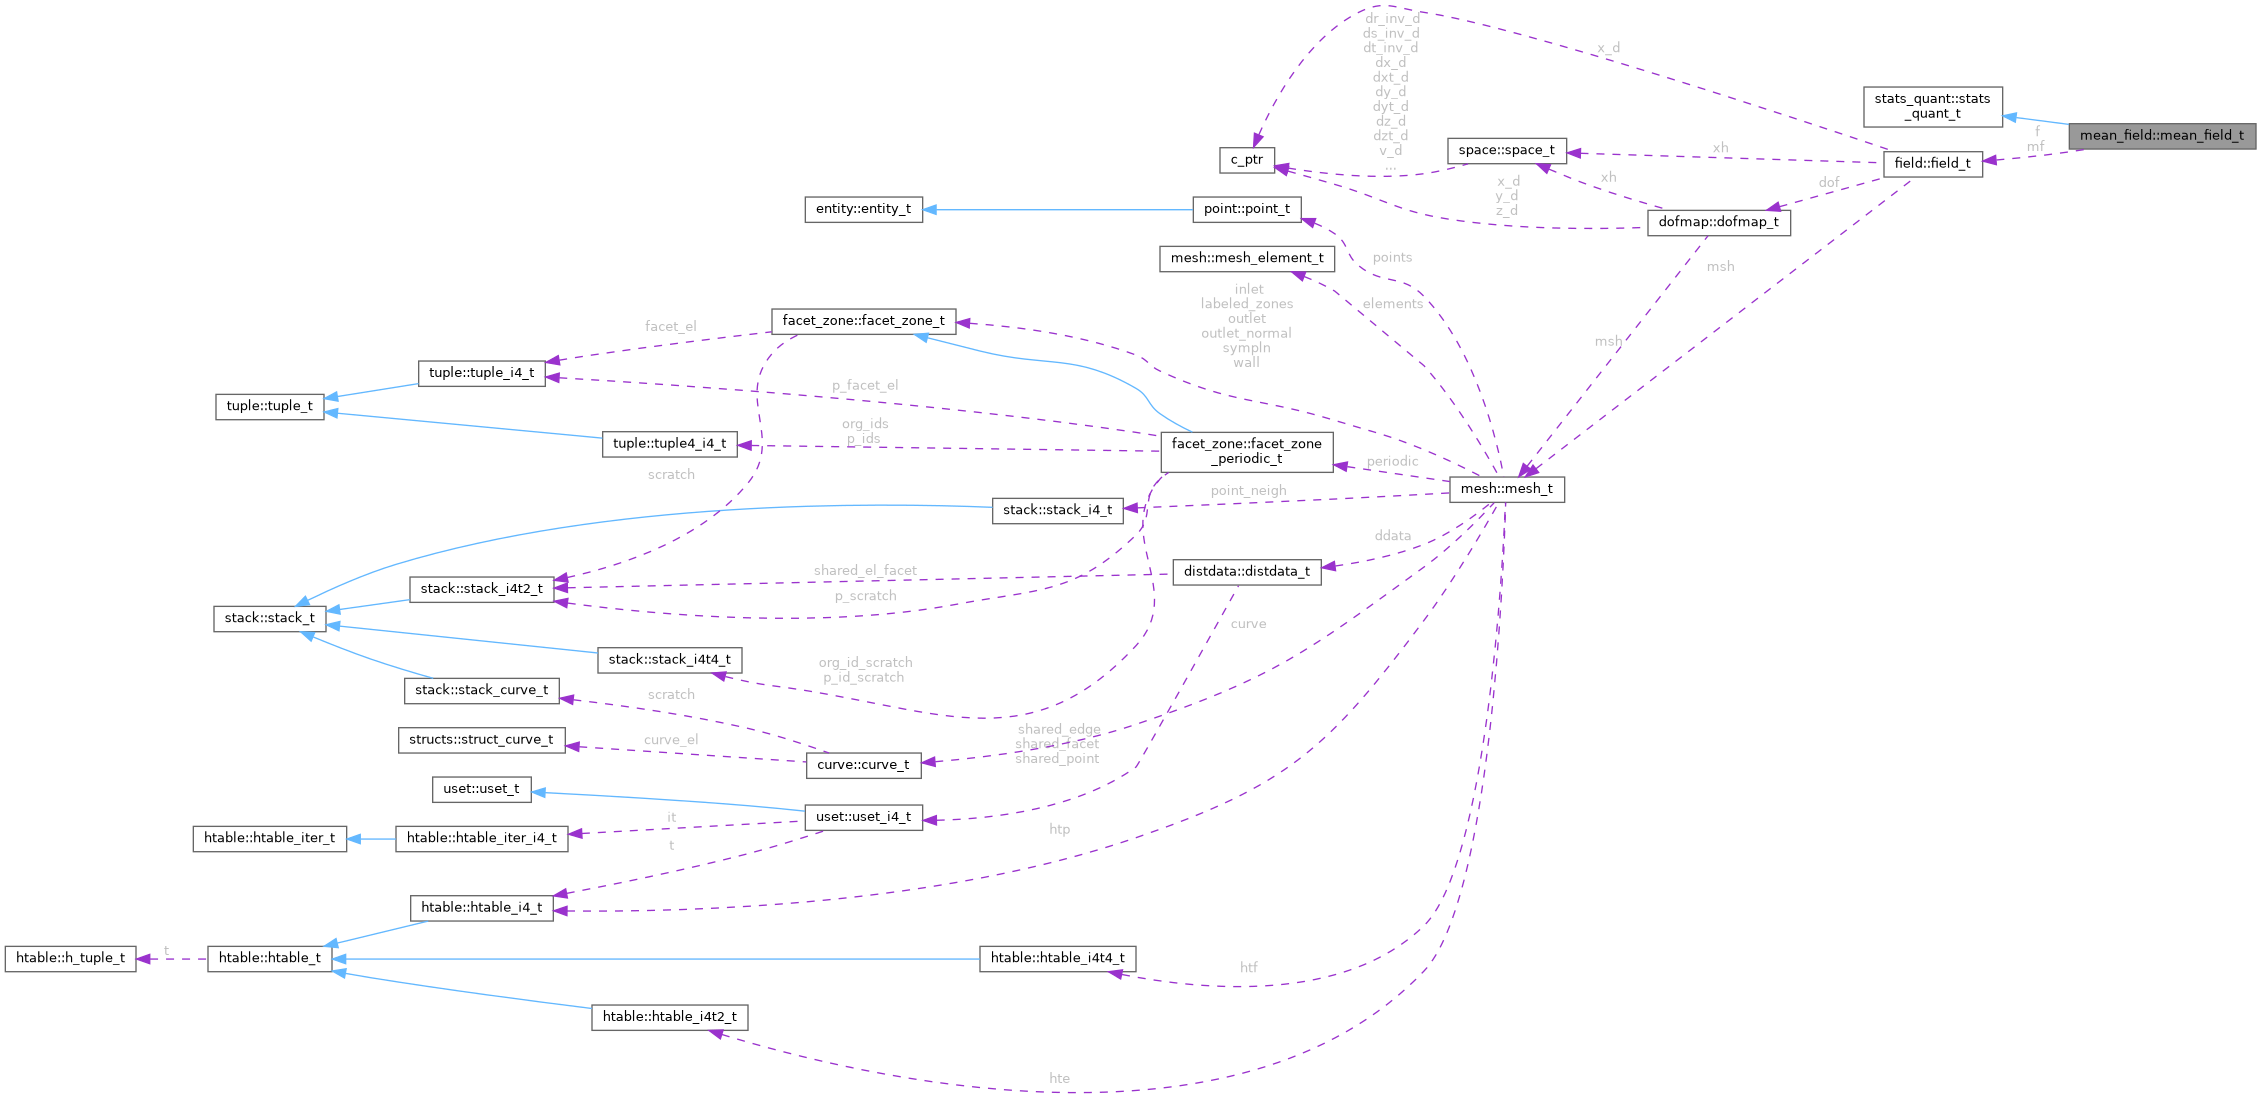 dr_inv_d
ds_inv_d
dt_inv_d
dx_d
dxt_d
dy_d
dyt_d
dz_d
dzt_d
v_d
...
x_d
stats_quant::stats
_quant_t
mean_field::mean_field_t
f
mf
c_ptr
space::space_t
xh
field::field_t
xh
dof
x_d
y_d
z_d
entity::entity_t
point::point_t
dofmap::dofmap_t
mesh::mesh_element_t
points
msh
inlet
labeled_zones
outlet
outlet_normal
sympln
wall
elements
facet_zone::facet_zone_t
facet_el
msh
tuple::tuple_i4_t
p_facet_el
tuple::tuple_t
org_ids
p_ids
tuple::tuple4_i4_t
facet_zone::facet_zone
_periodic_t
periodic
scratch
mesh::mesh_t
point_neigh
stack::stack_i4_t
ddata
shared_el_facet
distdata::distdata_t
stack::stack_i4t2_t
p_scratch
stack::stack_t
curve
stack::stack_i4t4_t
org_id_scratch
p_id_scratch
stack::stack_curve_t
scratch
shared_edge
shared_facet
shared_point
structs::struct_curve_t
curve_el
curve::curve_t
uset::uset_t
uset::uset_i4_t
it
t
htable::htable_iter_t
htable::htable_iter_i4_t
htp
htable::htable_i4_t
htable::h_tuple_t
t
htable::htable_t
htable::htable_i4t4_t
htf
htable::htable_i4t2_t
hte